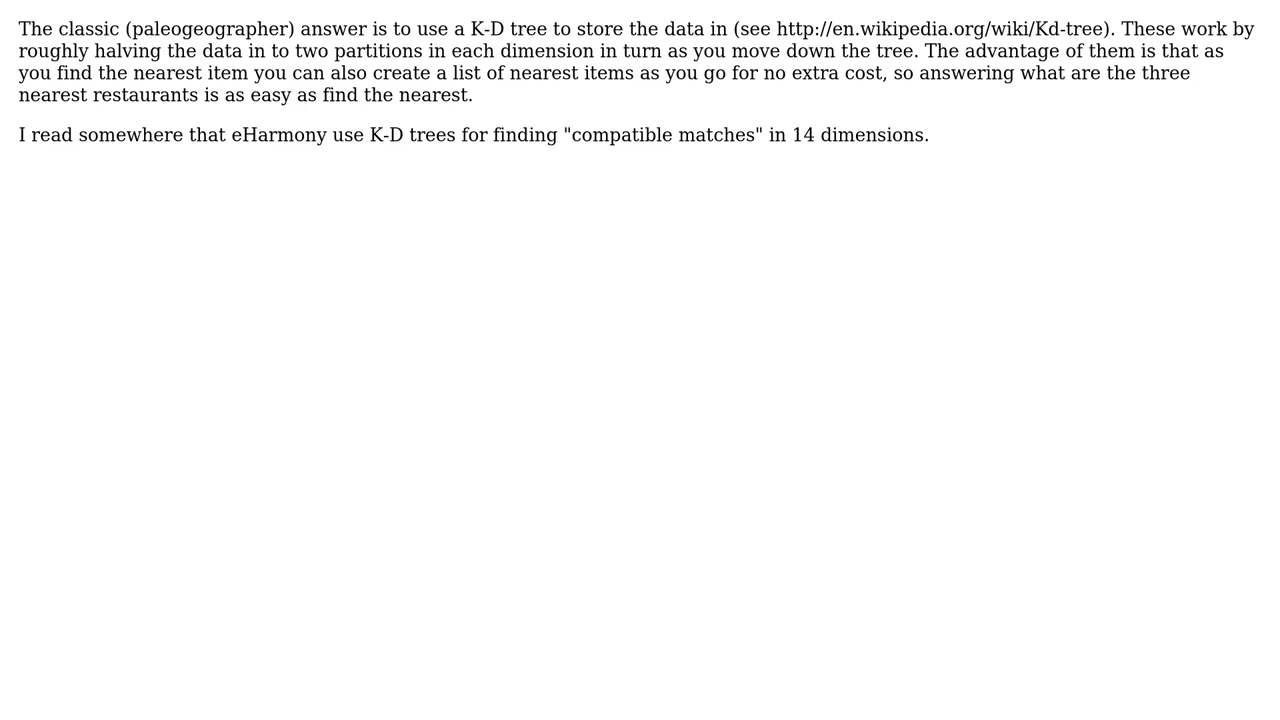 The classic (paleogeographer) answer is to use a K-D tree to store the data in (see http://en.wikipedia.org/wiki/Kd-tree). These work by
roughly halving the data in to two partitions in each dimension in turn as you move down the tree. The advantage of them is that as
you find the nearest item you can also create a list of nearest items as you go for no extra cost, so answering what are the three
nearest restaurants is as easy as find the nearest.
I read somewhere that eHarmony use K-D trees for finding "compatible matches" in 14 dimensions.